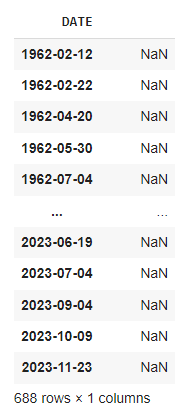 DATE
1962-02-12 NaN
1962-02-22 NaN
1962-04-20 NaN
1962-05-30 NaN
1962-07-04 NaN
... ...
2023-06-19 NaN
2023-07-04 NaN
2023-09-04 NaN
2023-10-09 NaN
2023-11-23 NaN
688 rows × 1 columns